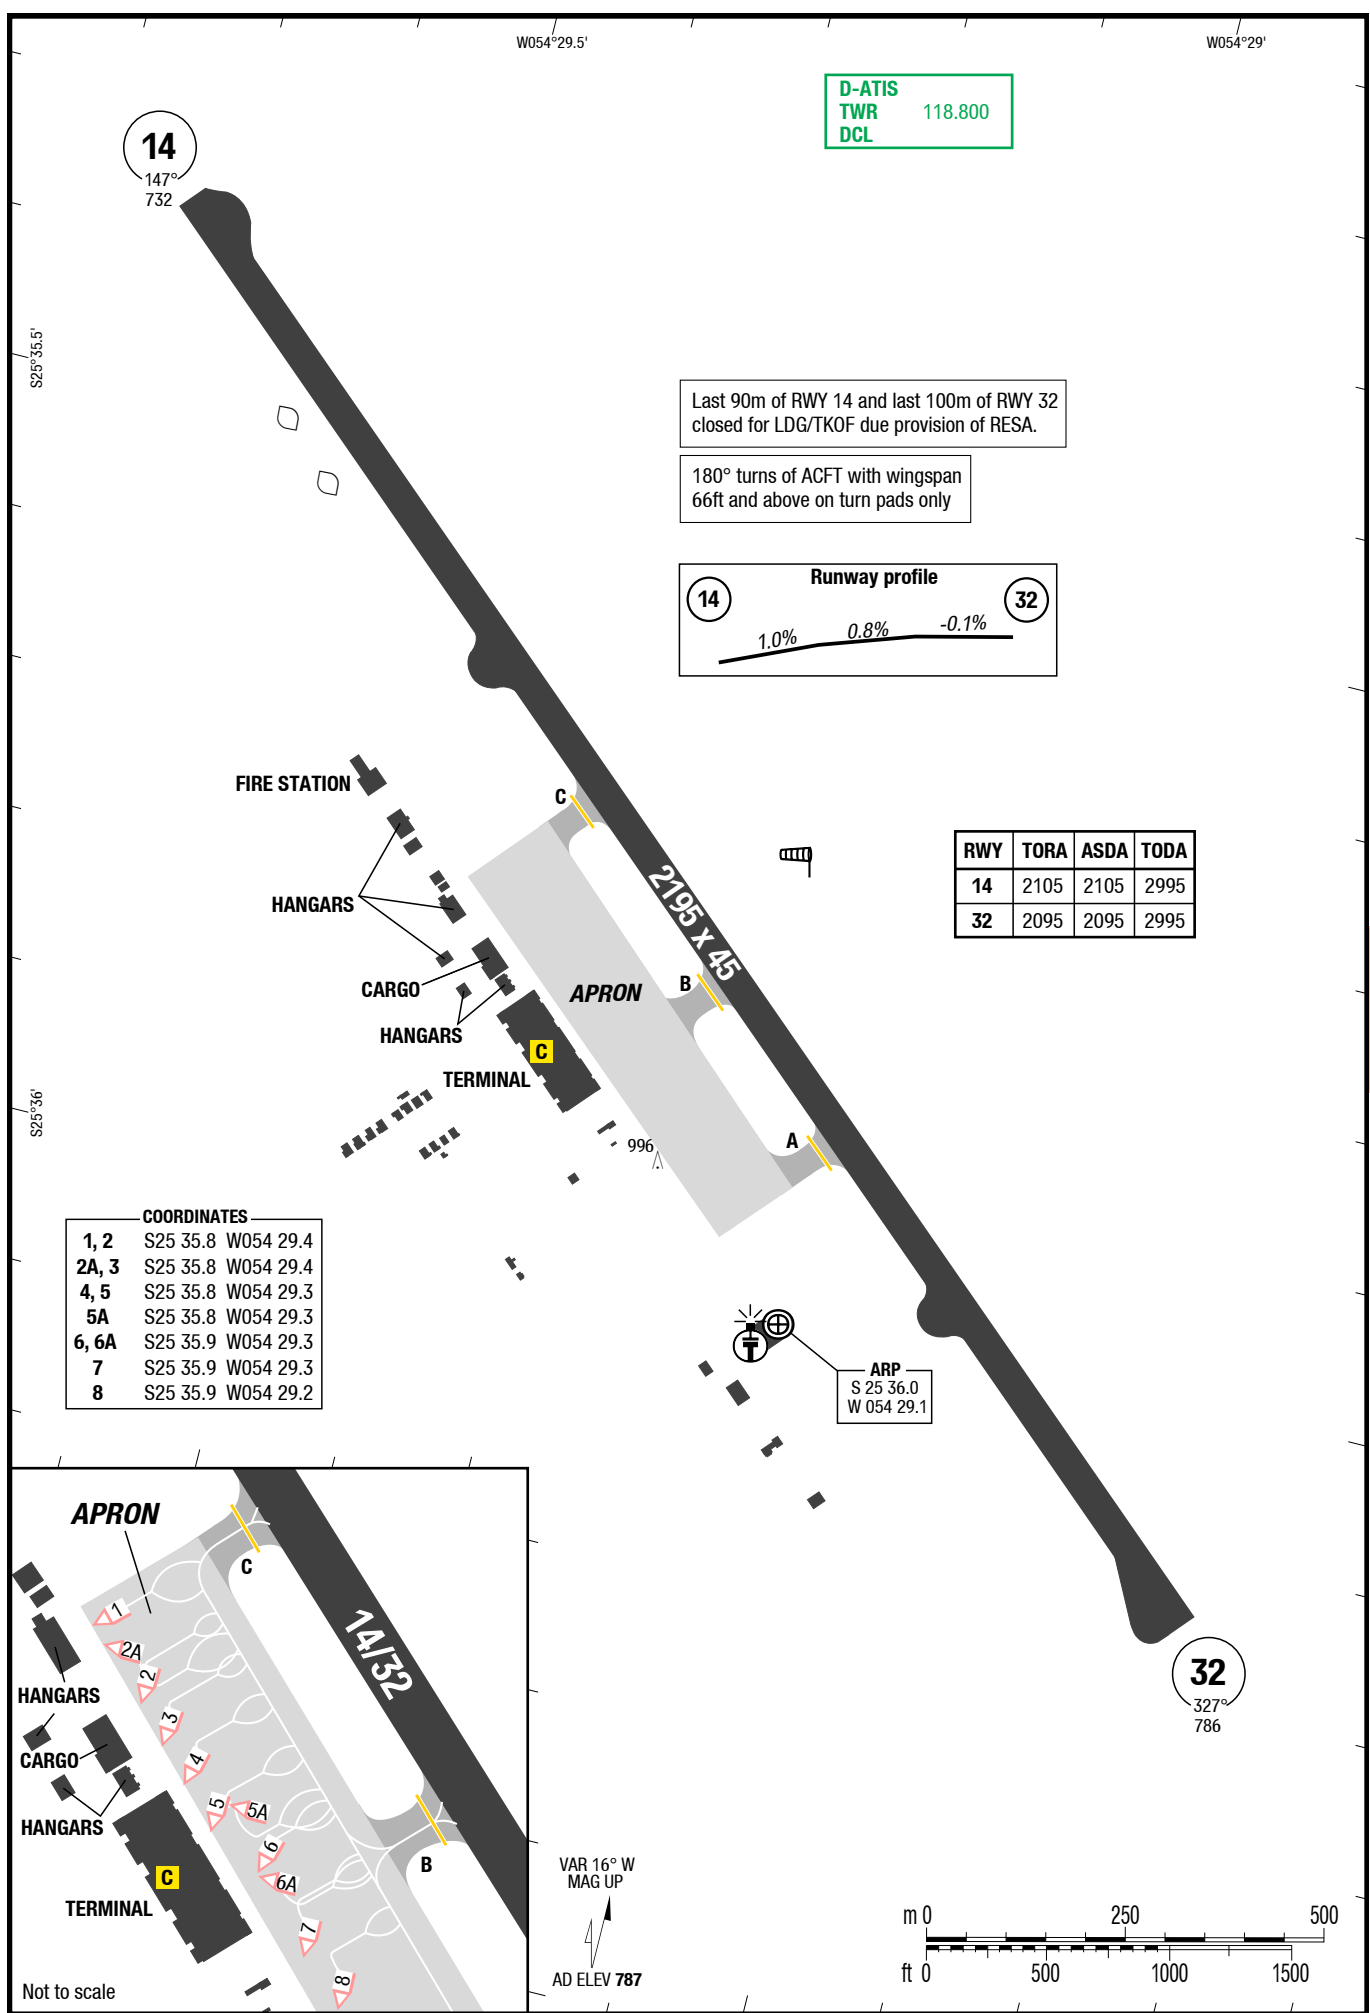 W054°29.5'
W054°29'
D-ATIS
TWR 118.800
DCL
14
147°
732
S25°35.5'
Last 90m of RWY 14 and last 100m of RWY 32
closed for LDG/TKOF due provision of RESA.
180° turns of ACFT with wingspan
66ft and above on turn pads only
Runway profile
14
32
1.0%
0.8%
-0.1%
FIRE STATION
C
HANGARS
2195 x 45
RWY TORA ASDA TODA
14 2105 2105 2995
32 2095 2095 2995
CARGO
APRON
B
HANGARS
C
TERMINAL
S25°36'
A
996
COORDINATES
1, 2 S25 35.8 W054 29.4
2A, 3 S25 35.8 W054 29.4
4, 5 S25 35.8 W054 29.3
5A S25 35.8 W054 29.3
6, 6A S25 35.9 W054 29.3
7 S25 35.9 W054 29.3
8 S25 35.9 W054 29.2
ARP
S 25 36.0
W 054 29.1
32
327°
786
APRON
C
1
2A
2
3
4
5
5A
6
6A
7
8
14/32
HANGARS
CARGO
HANGARS
B
C
TERMINAL
Not to scale
VAR 16° W
MAG UP
AD ELEV 787
m 0 250 500
ft 0 500 1000 1500